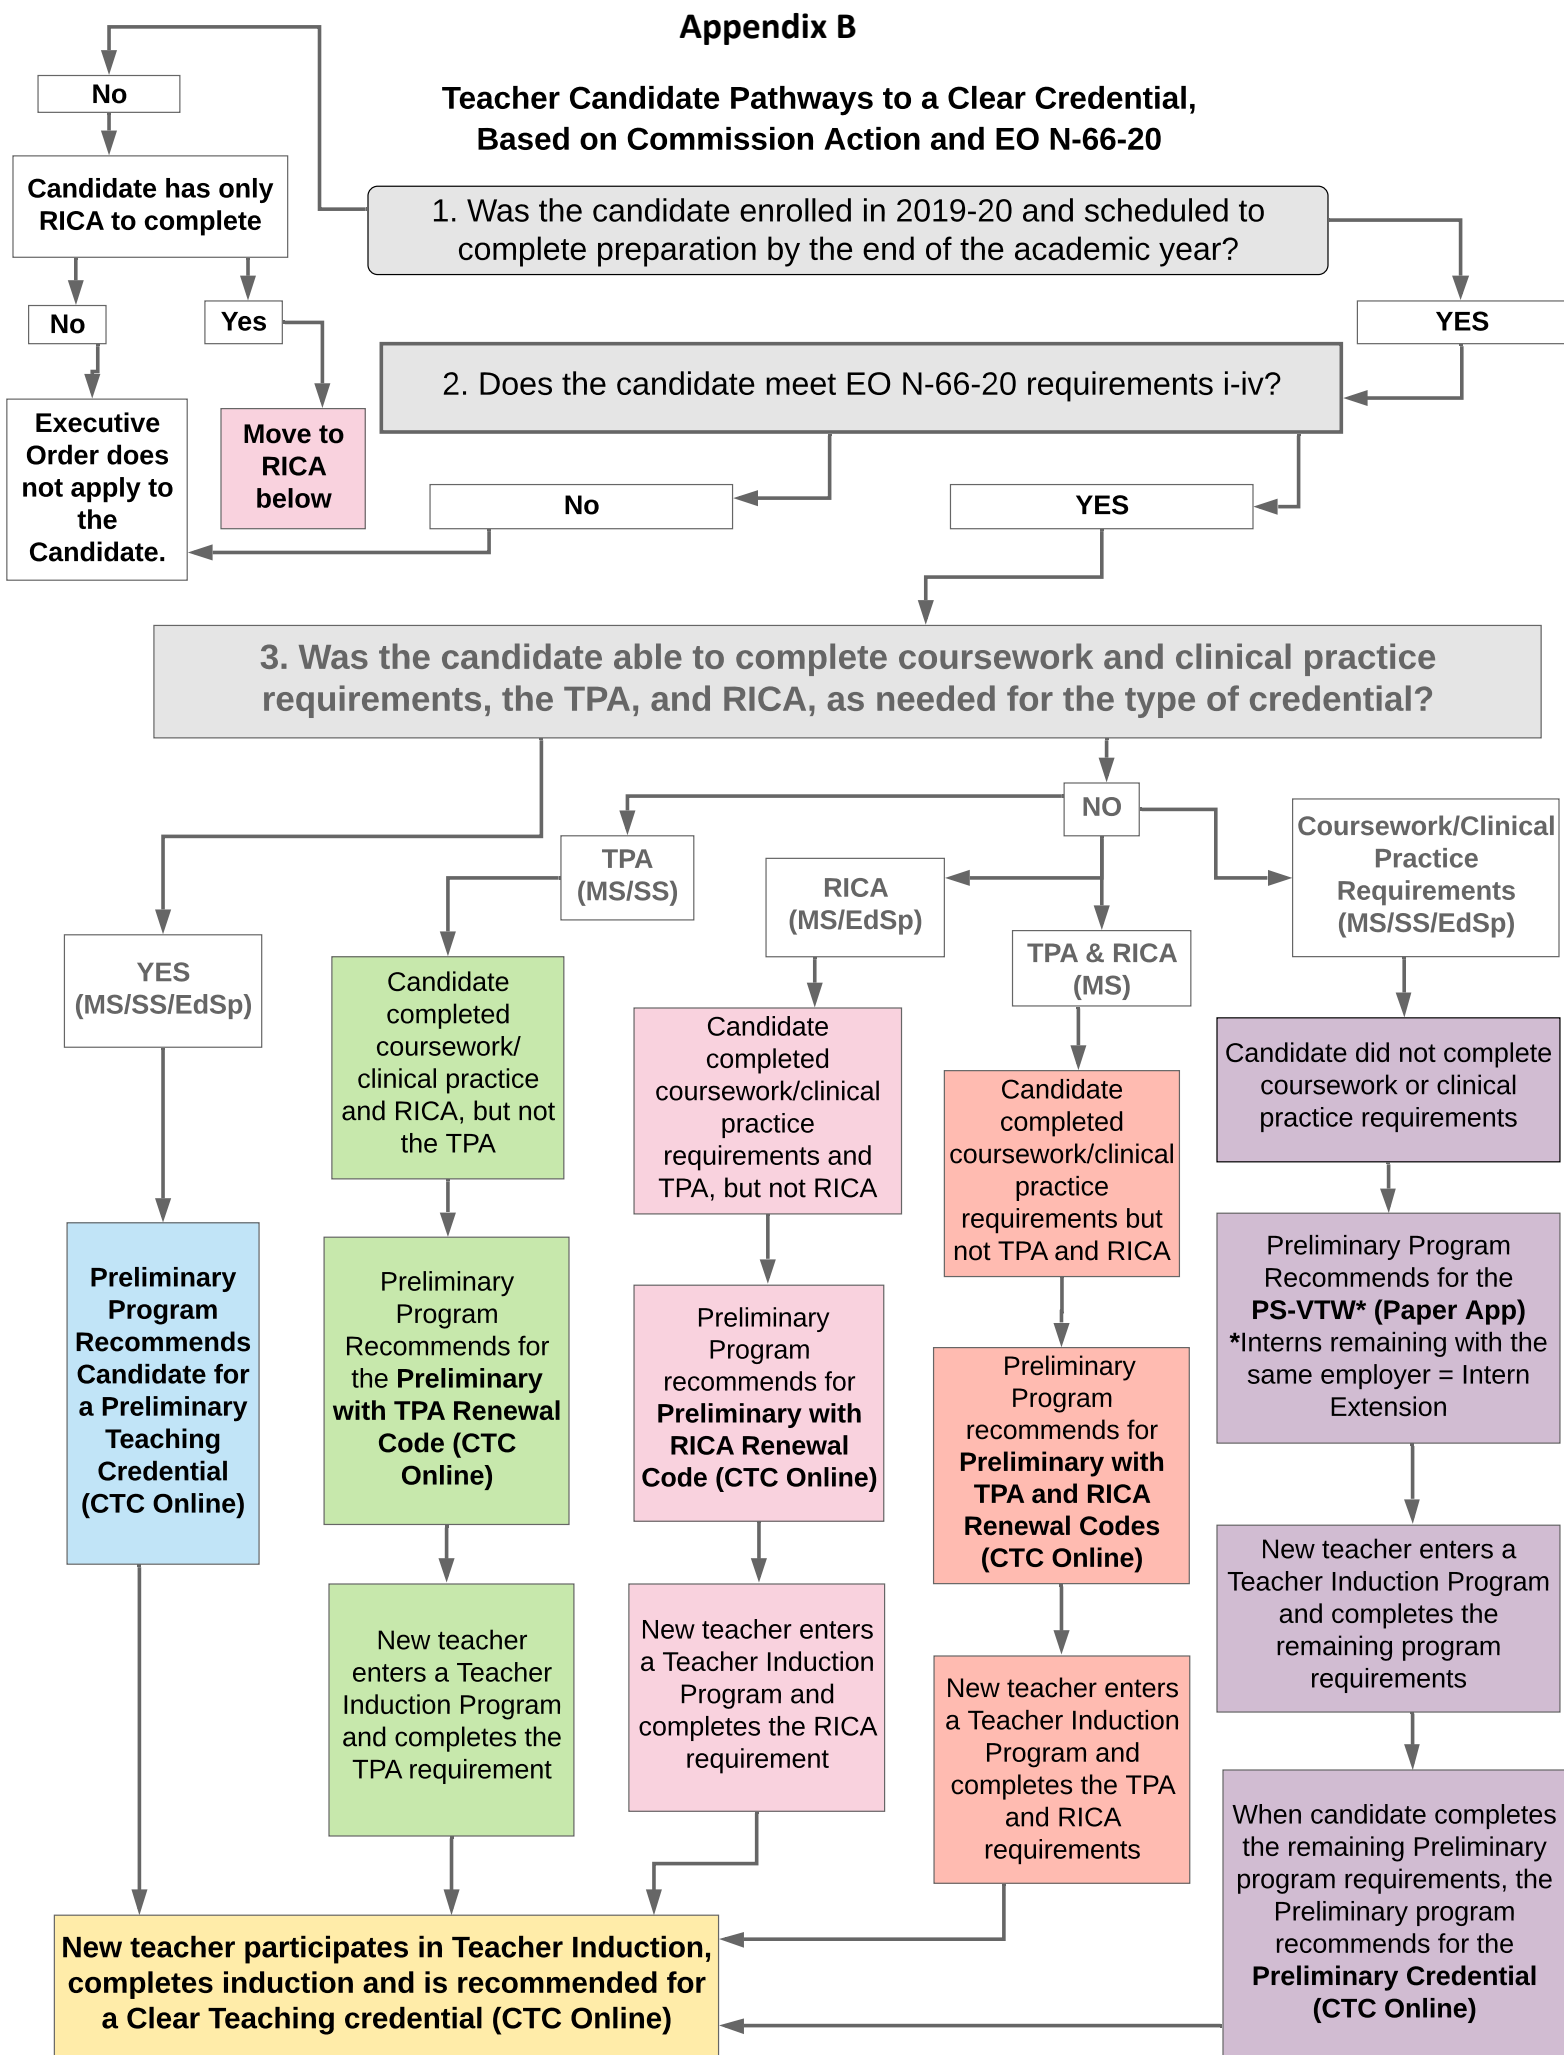 Appendix B
Teacher Candidate Pathways to a Clear Credential,
Based on Commission Action and EO N-66-20
1. Was the candidate enrolled in 2019-20 and scheduled to
complete preparation by the end of the academic year?
No
Candidate has only
RICA to complete
No
Yes
Executive
Order does
not apply to
the
Candidate.
Move to
RICA
below
YES
2. Does the candidate meet EO N-66-20 requirements i-iv?
No
YES
3. Was the candidate able to complete coursework and clinical practice
requirements, the TPA, and RICA, as needed for the type of credential?
NO
YES
(MS/SS/EdSp)
Preliminary
Program
Recommends
Candidate for
a Preliminary
Teaching
Credential
(CTC Online)
TPA
(MS/SS)
Candidate
completed
coursework/
clinical practice
and RICA, but not
the TPA
Preliminary
Program
Recommends for
the Preliminary
with TPA Renewal
Code (CTC
Online)
New teacher
enters a Teacher
Induction Program
and completes the
TPA requirement
RICA
(MS/EdSp)
Candidate
completed
coursework/clinical
practice
requirements and
TPA, but not RICA
Preliminary
Program
recommends for
Preliminary with
RICA Renewal
Code (CTC Online)
New teacher enters
a Teacher Induction
Program and
completes the RICA
requirement
TPA & RICA
(MS)
Candidate
completed
coursework/clinical
practice
requirements but
not TPA and RICA
Preliminary
Program
recommends for
Preliminary with
TPA and RICA
Renewal Codes
(CTC Online)
New teacher enters
a Teacher Induction
Program and
completes the TPA
and RICA
requirements
Coursework/Clinical
Practice
Requirements
(MS/SS/EdSp)
Candidate did not complete
coursework or clinical
practice requirements
Preliminary Program
Recommends for the
PS-VTW* (Paper App)
*Interns remaining with the
same employer = Intern
Extension
New teacher enters a
Teacher Induction Program
and completes the
remaining program
requirements
When candidate completes
the remaining Preliminary
program requirements, the
Preliminary program
recommends for the
Preliminary Credential
(CTC Online)
New teacher participates in Teacher Induction,
completes induction and is recommended for
a Clear Teaching credential (CTC Online)